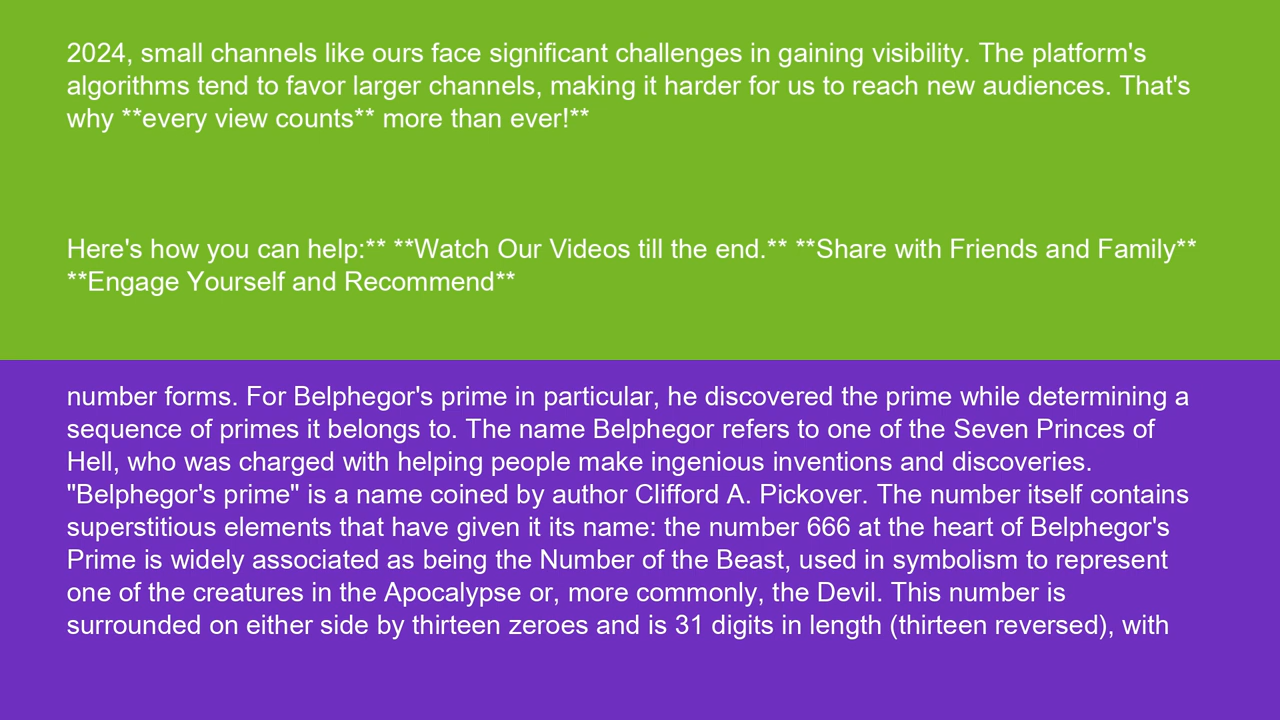 2024, small channels like ours face significant challenges in gaining visibility. The platform's
algorithms tend to favor larger channels, making it harder for us to reach new audiences. That's
why **every view counts** more than ever!**
Here's how you can help:** **Watch Our Videos till the end.** **Share with Friends and Family**
**Engage Yourself and Recommend**
number forms. For Belphegor's prime in particular, he discovered the prime while determining a
sequence of primes it belongs to. The name Belphegor refers to one of the Seven Princes of
Hell, who was charged with helping people make ingenious inventions and discoveries.
"Belphegor's prime" is a name coined by author Clifford A. Pickover. The number itself contains
superstitious elements that have given it its name: the number 666 at the heart of Belphegor's
Prime is widely associated as being the Number of the Beast, used in symbolism to represent
one of the creatures in the Apocalypse or, more commonly, the Devil. This number is
surrounded on either side by thirteen zeroes and is 31 digits in length (thirteen reversed), with